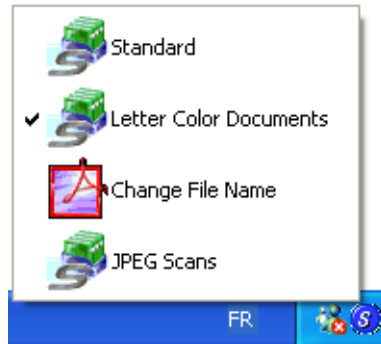 Standard
Letter Color Documents
Change File Name
JPEG Scans
FR
S